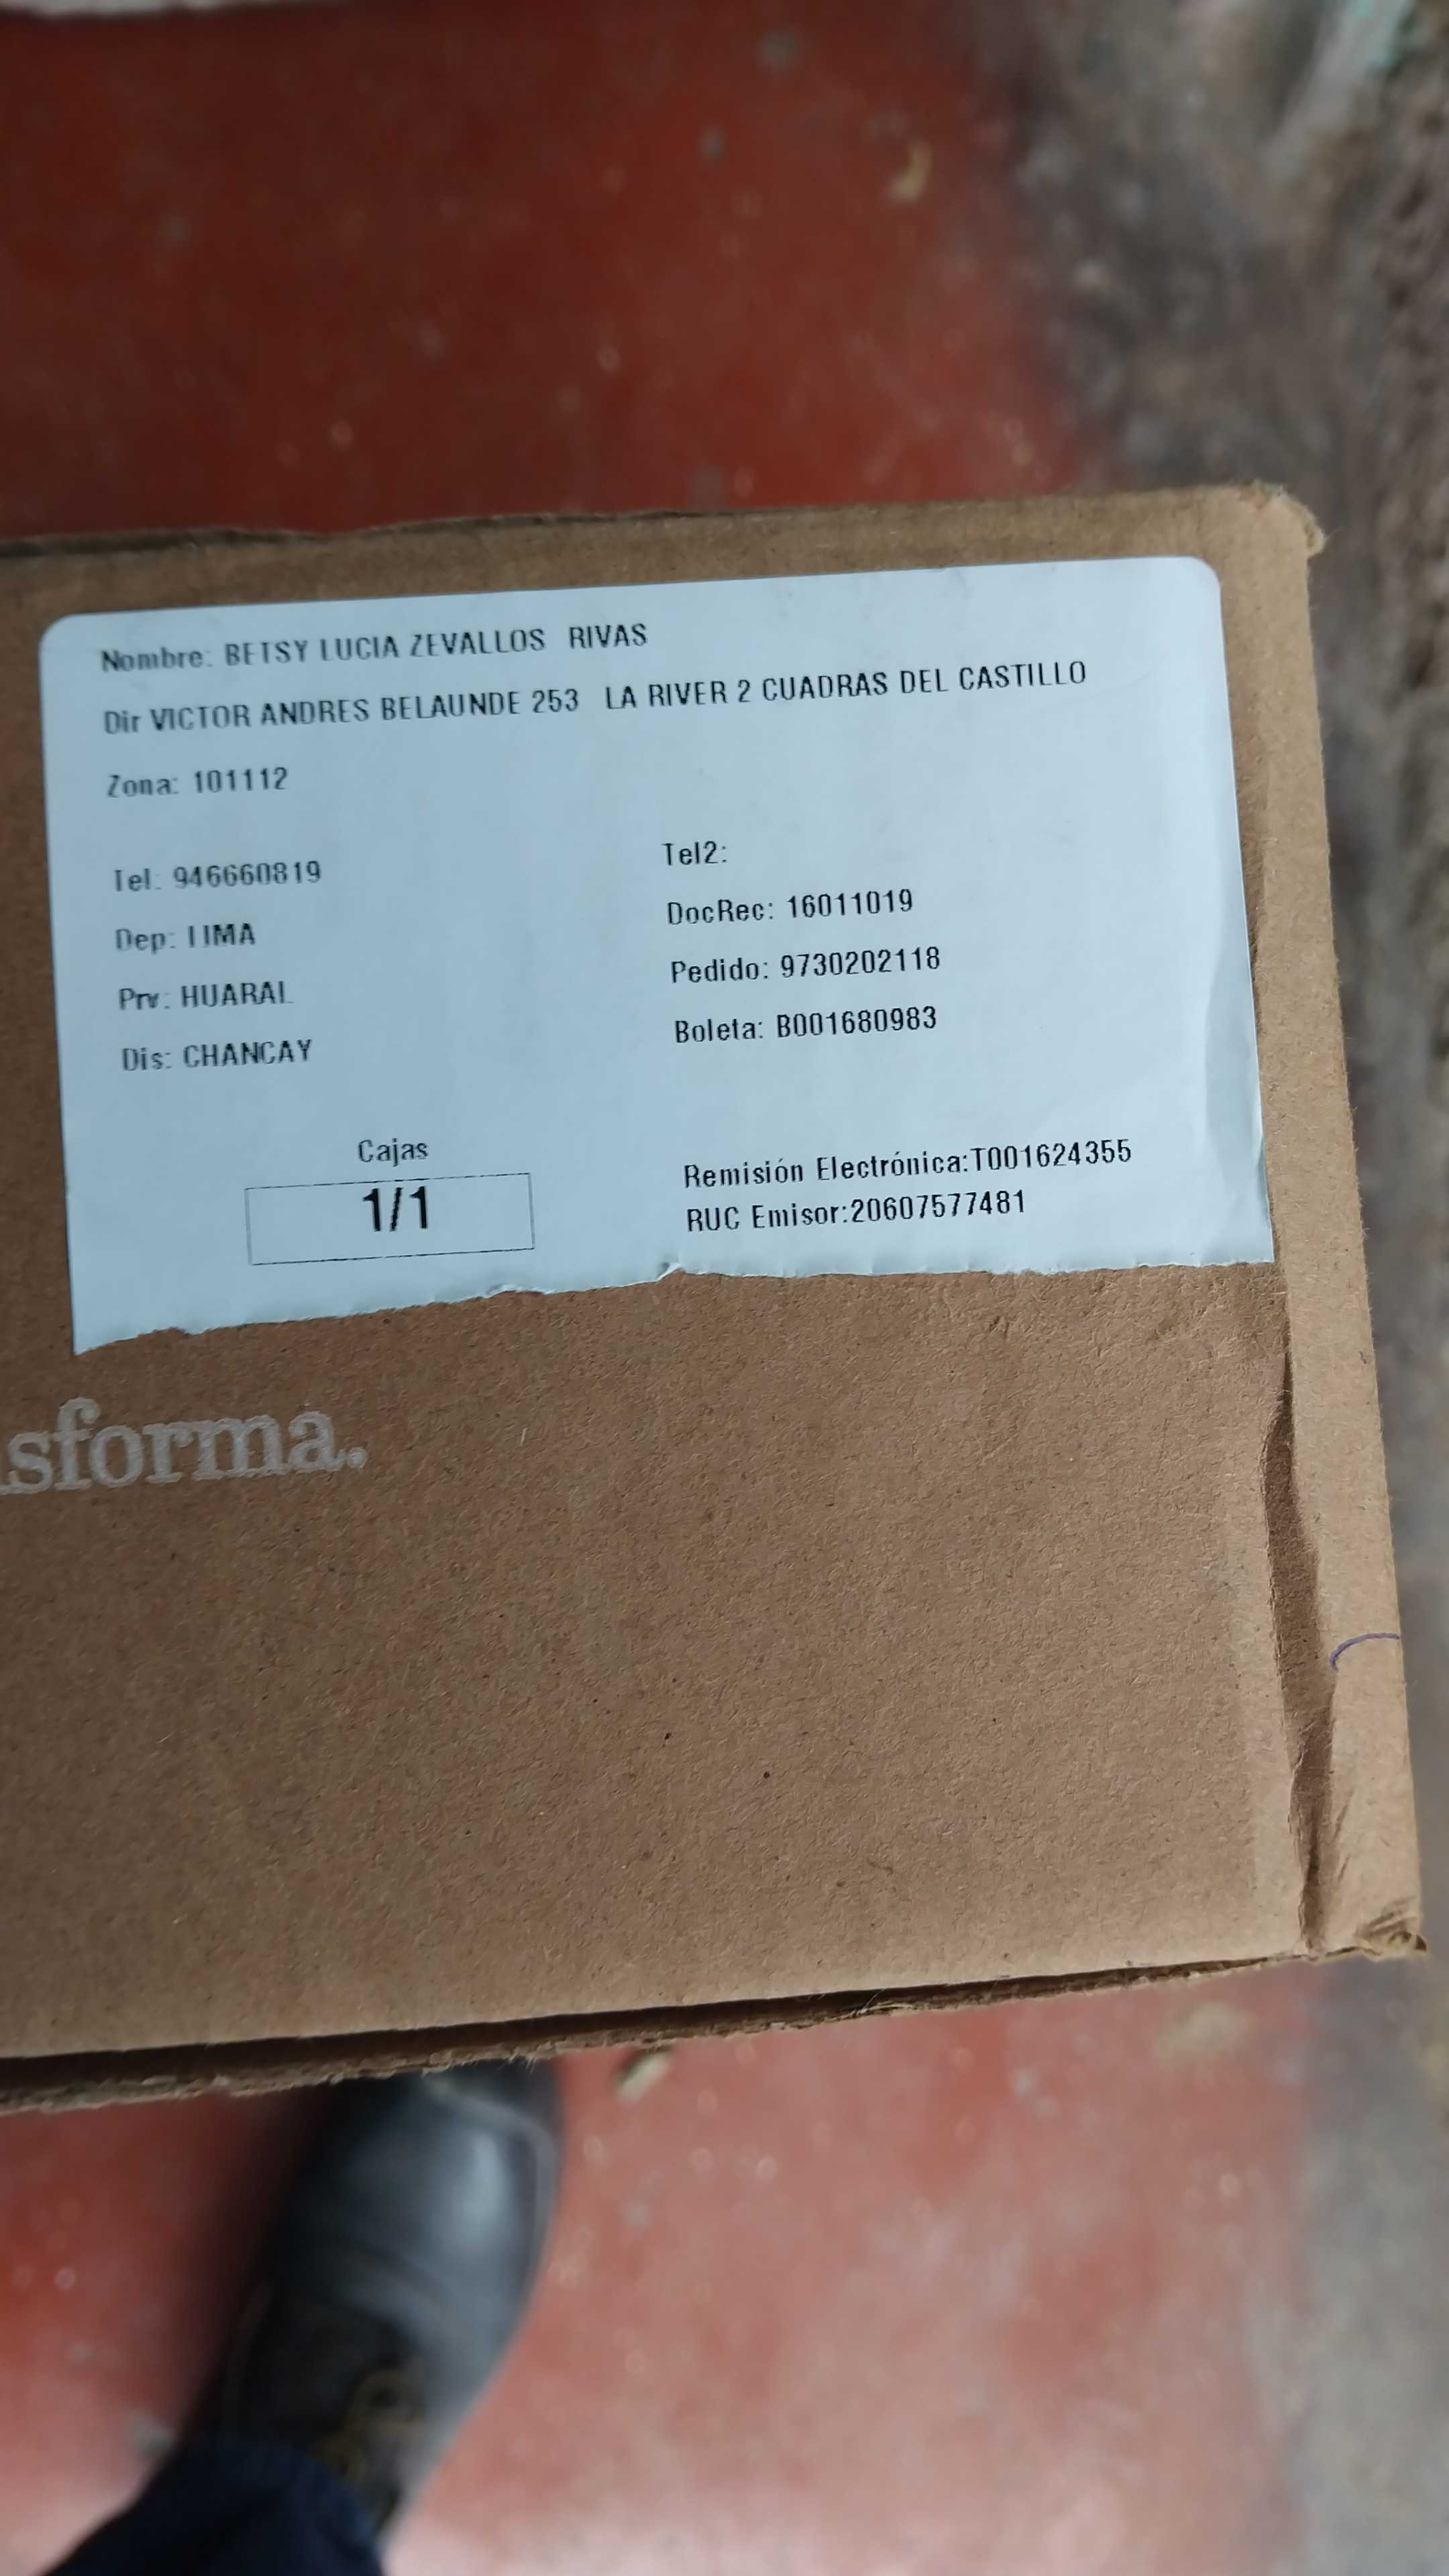 Nombre: BETSY LUCIA ZEVALLOS RIVAS
Dir VICTOR ANDRES BELAUNDE 253 LA RIVER 2 CUADRAS DEL CASTILLO
Zona: 101112
Tel: 946660819
Tel2:
Dep: LIMA
DocRec: 16011019
Prv: HUARAL
Pedido: 9730202118
Dis: CHANCAY
Boleta: B001680983
Cajas
1/1
Remisión Electrónica:T001624355
RUC Emisor:20607577481
sforma.